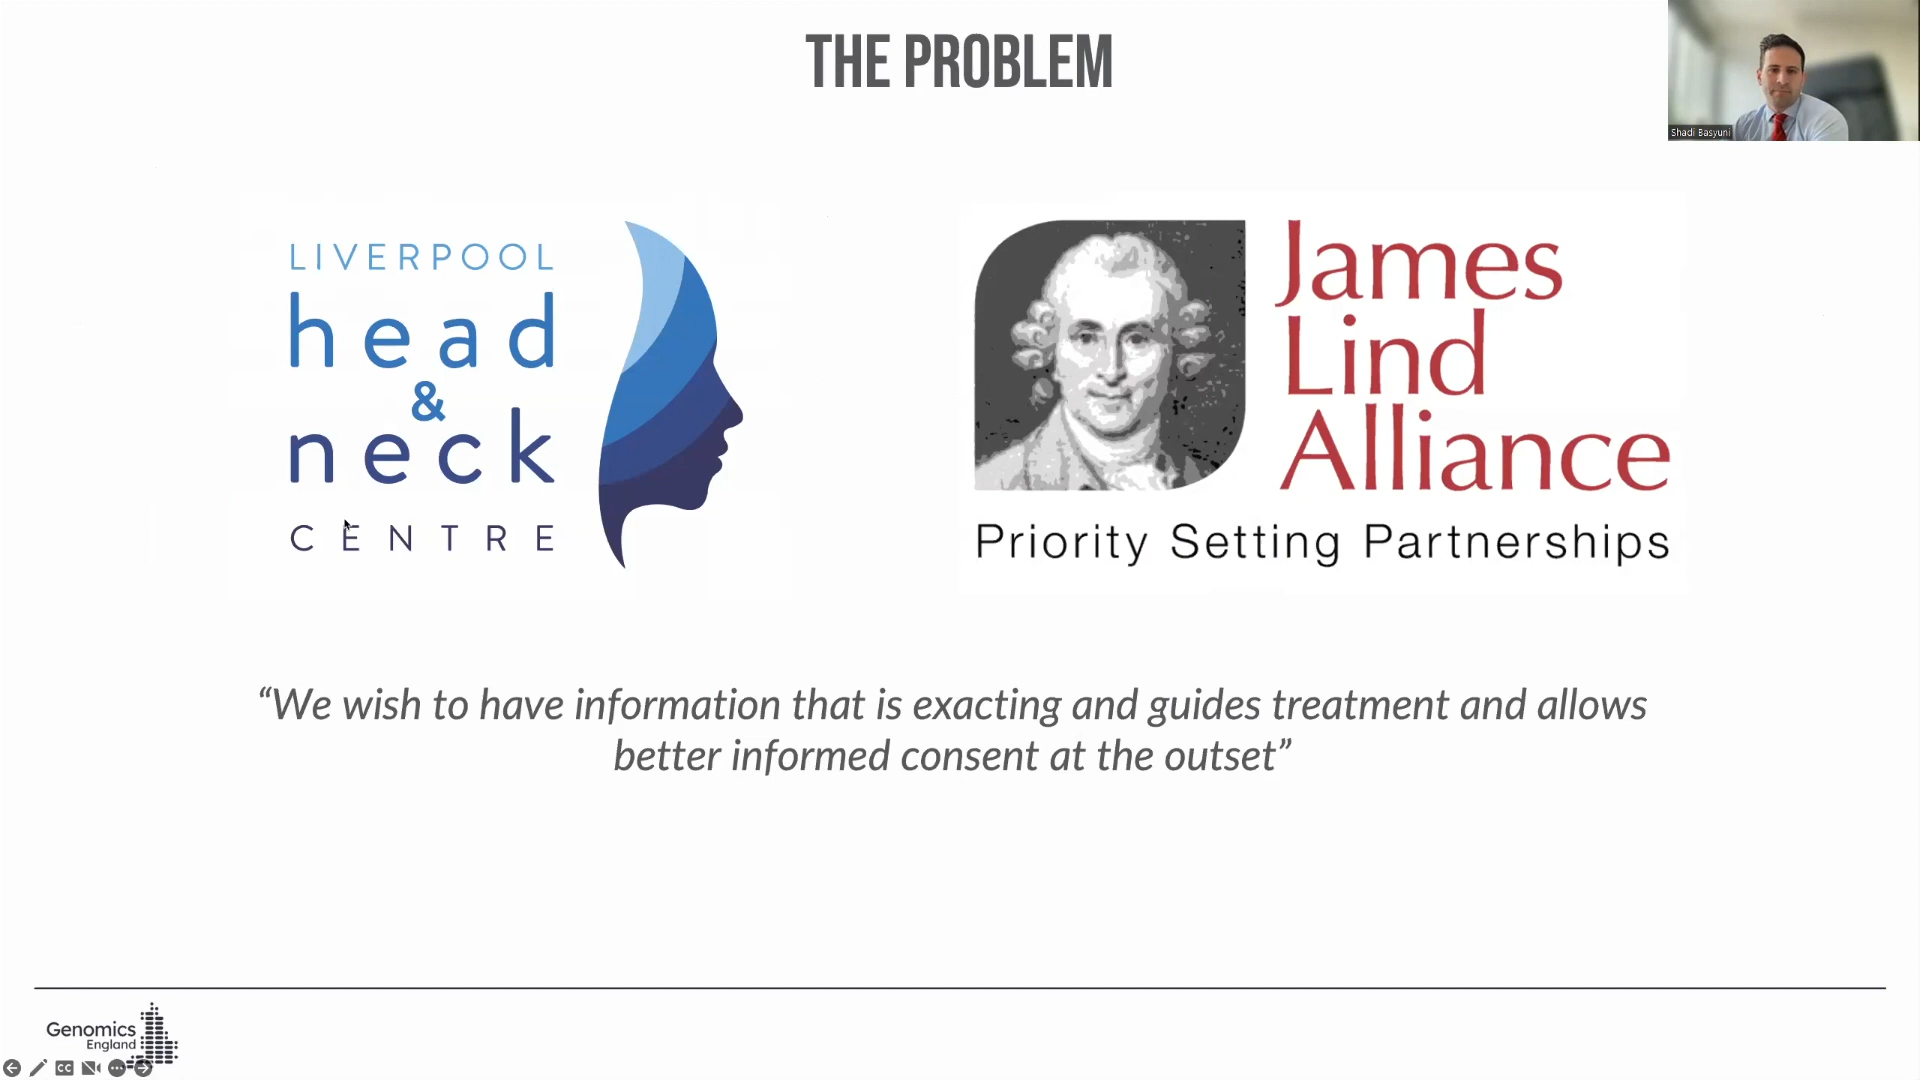 THE PROBLEM
Shadi Basyuni
LIVERPOOL
head
&
neck
CENTRE
James
Lind
Alliance
Priority Setting Partnerships
“We wish to have information that is exacting and guides treatment and allows
better informed consent at the outset”
Genomics
England
CC